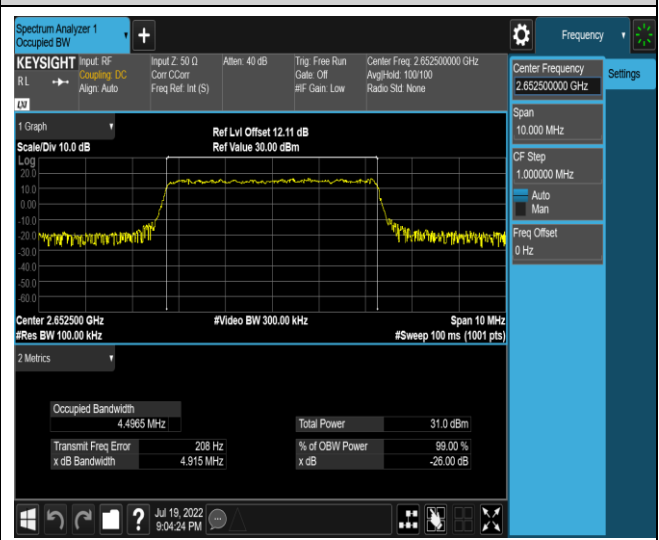 Spectrum Analyzer 1
Occupied BW
Frequency
KEYSIGHT
RL
LXI
Input: RF
Coupling: DC
Align: Auto
Input Z: 50 Ω
Corr CCorr
Freq Ref: Int (S)
Atten: 40 dB
Trig: Free Run
Gate: Off
#IF Gain: Low
Center Freq: 2.652500000 GHz
Avg|Hold: 100/100
Radio Std: None
Center Frequency
2.652500000 GHz
Settings
Span
10.000 MHz
CF Step
1.000000 MHz
Auto
Man
Freq Offset
0 Hz
1 Graph
Scale/Div 10.0 dB
Ref Lvl Offset 12.11 dB
Ref Value 30.00 dBm
Log
20.0
10.0
0.00
-10.0
-20.0
-30.0
-40.0
-50.0
-60.0
Center 2.652500 GHz
#Video BW 300.00 kHz
Span 10 MHz
#Res BW 100.00 kHz
#Sweep 100 ms (1001 pts)
2 Metrics
Occupied Bandwidth
4.4965 MHz
Total Power 31.0 dBm
Transmit Freq Error 208 Hz
% of OBW Power 99.00 %
x dB Bandwidth 4.915 MHz
x dB -26.00 dB
?
Jul 19, 2022
9:04:24 PM